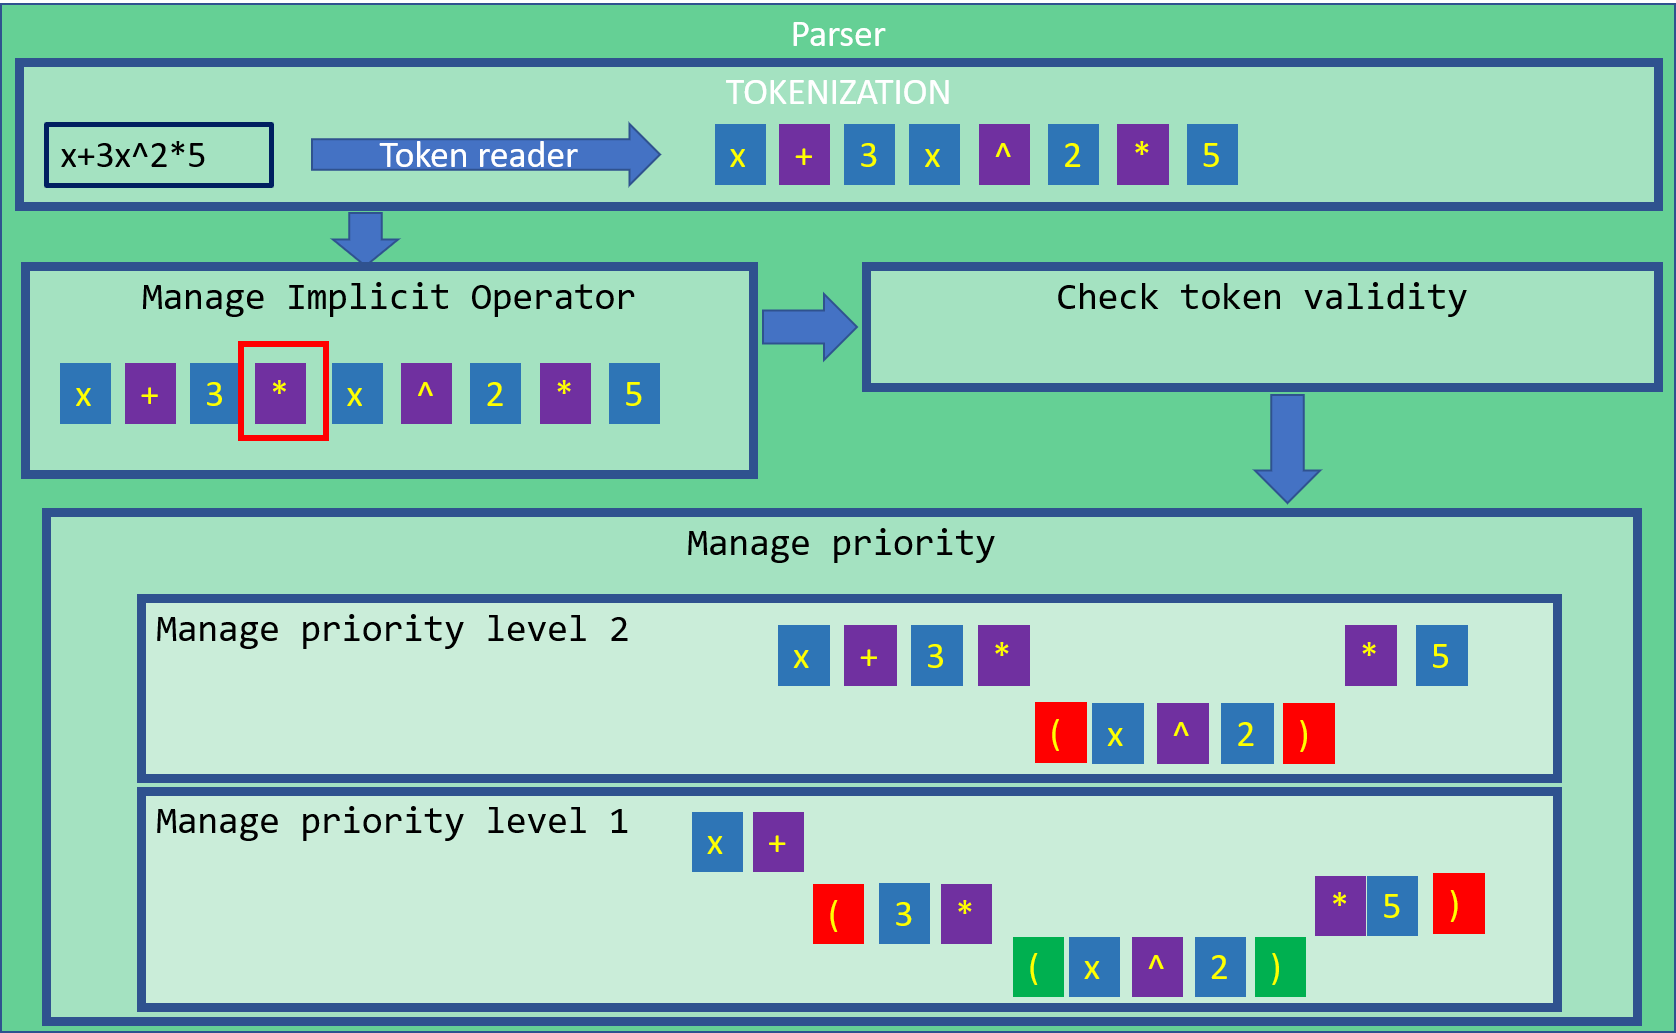 Parser
TOKENIZATION
x+3x^2*5
Token reader
x + 3 x ^ 2 * 5
Manage Implicit Operator
x + 3 * x ^ 2 * 5
Check token validity
Manage priority
Manage priority level 2
x + 3 * * 5
( x ^ 2 )
Manage priority level 1
x +
( 3 * * 5 )
( x ^ 2 )